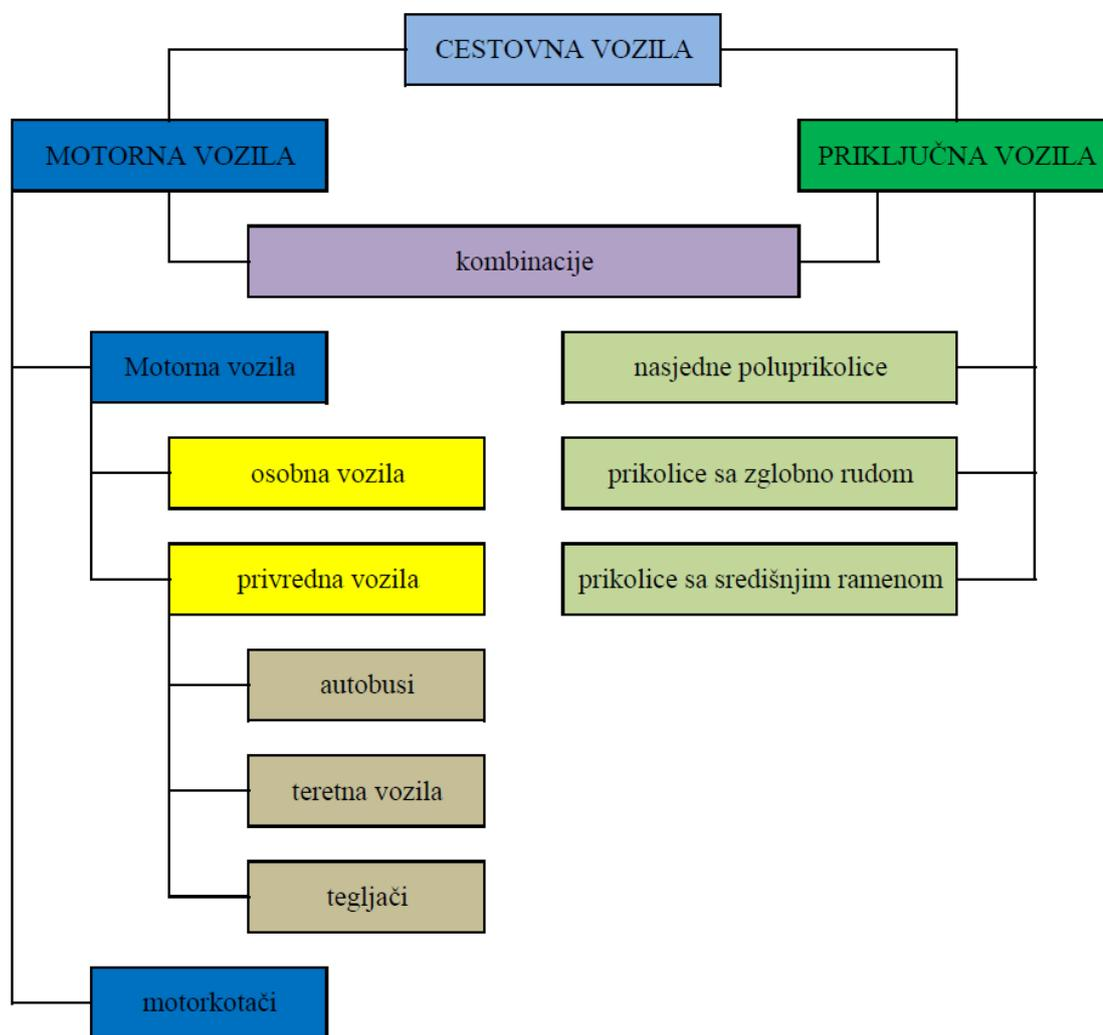 CESTOVNA VOZILA
MOTORNA VOZILA
PRIKLJUČNA VOZILA
kombinacije
Motorna vozila
nasjedne poluprikolice
osobna vozila
prikolice sa zglobno rudom
privredna vozila
prikolice sa središnjim ramenom
autobusi
teretna vozila
tegljači
motorkotači